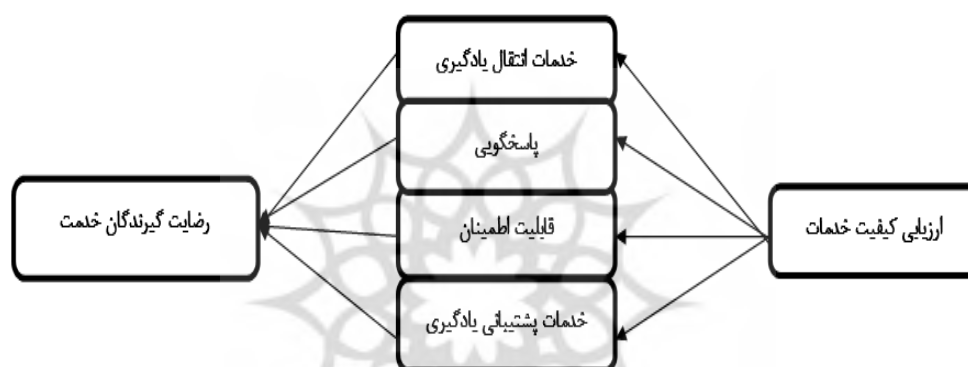 خدمات انتقال یادگیری
پاسخگویی
ارزیابی کیفیت خدمات
قابلیت اطمینان
رضایت گیرندگان خدمت
خدمات پشتیبانی یادگیری